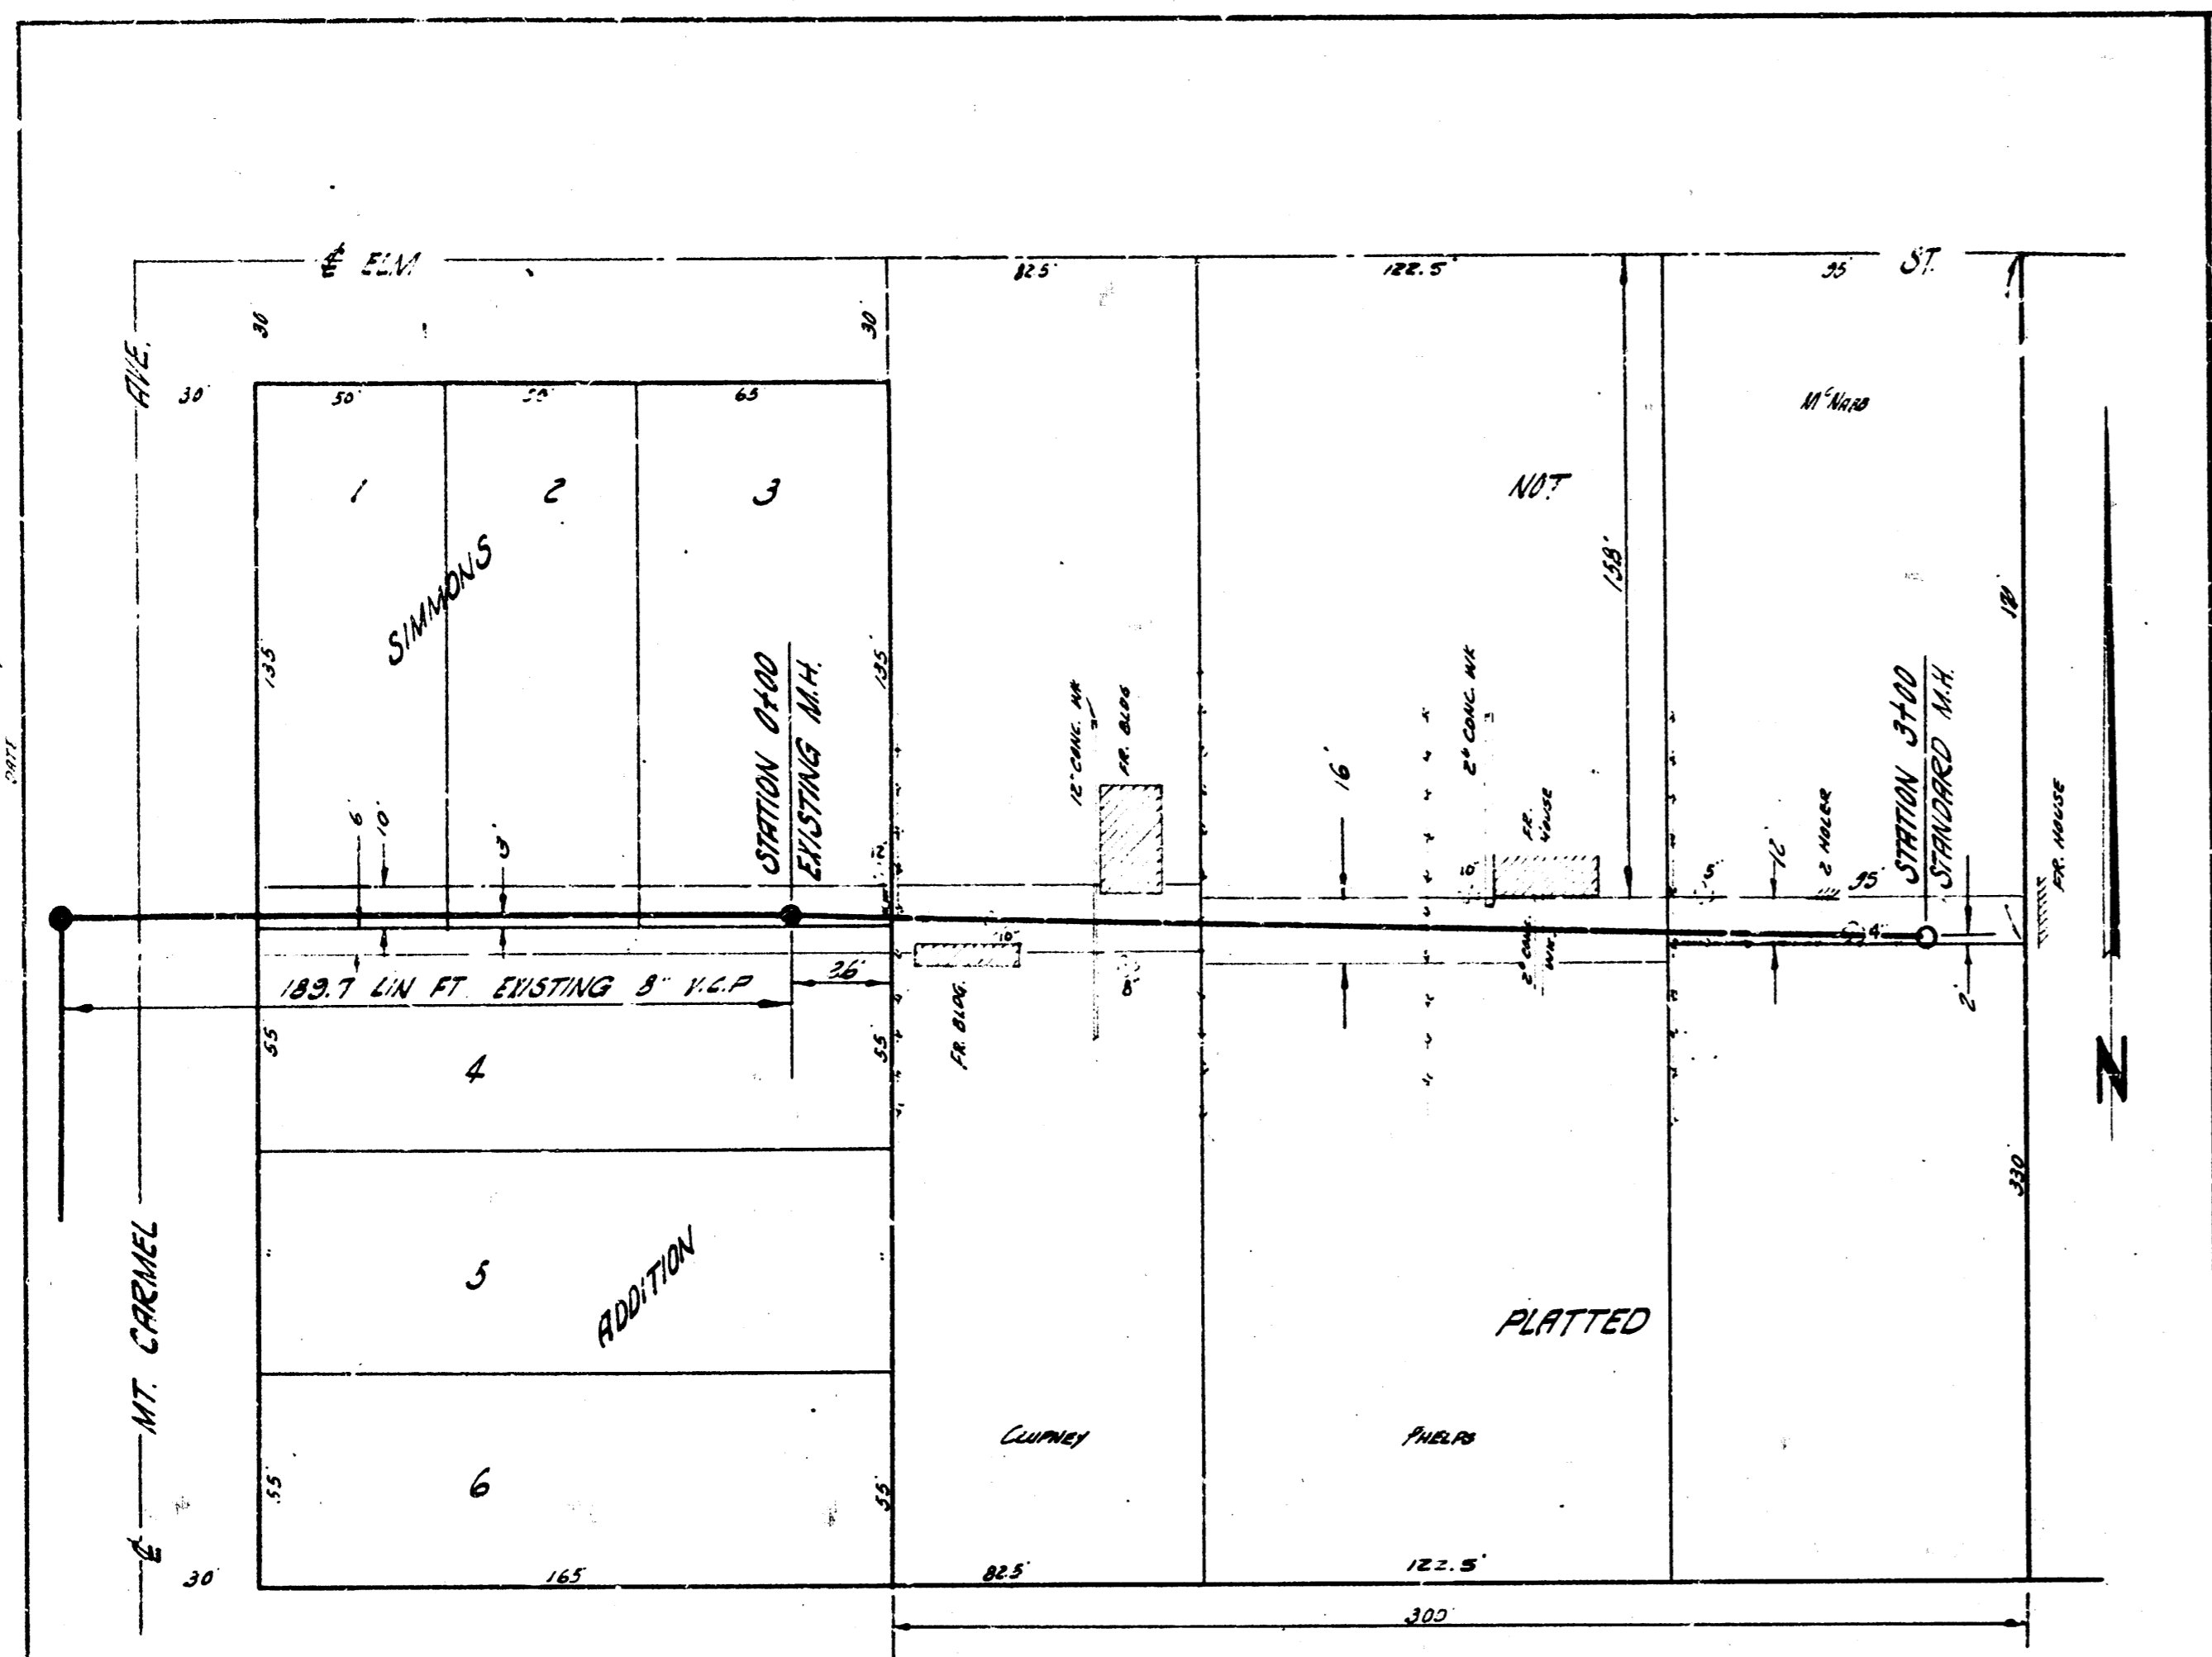 ℄ ELM
82.5'
122.5'
95'
ST.
AVE.
30'
30'
30'
50'
65'
McNABB
1
2
3
NOT
SIMMONS
158'
135'
135'
STATION 0+00
EXISTING M.H.
12" CONC. WK
FR. BLDG
2' CONC. WK
FR. HOUSE
16'
12'
2 HOLER
95'
STATION 3+00
STANDARD M.H.
FR. HOUSE
6'
10'
3'
10"
10"
5"
4"
8"
2' CONC. WK.
2'
189.7 LIN FT. EXISTING 8" V.C.P
26'
FR. BLDG.
55'
55'
4
N
330'
MT. CARMEL
5
ADDITION
PLATTED
CLUPNEY
PHELPS
55'
55'
6
℄
30'
165'
82.5'
122.5'
300'
DATE